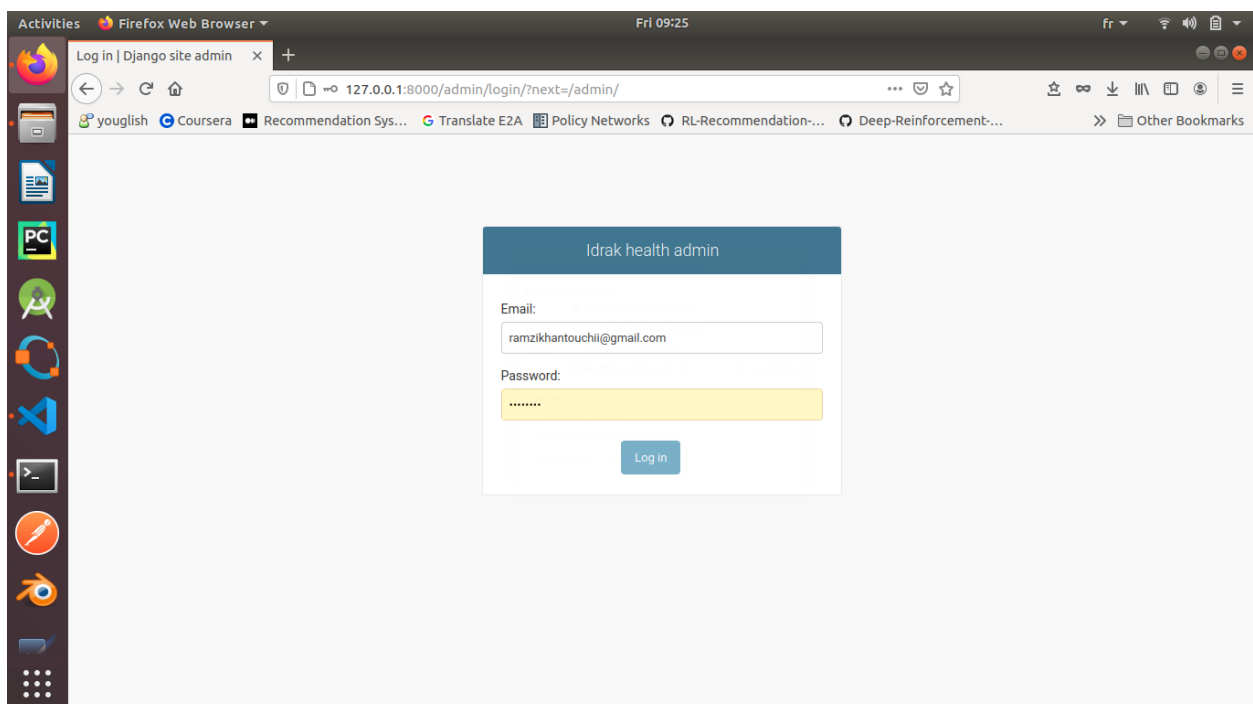 Activities Firefox Web Browser Fri 09:25 fr
Log in | Django site admin
127.0.0.1:8000/admin/login/?next=/admin/
youglish Coursera Recommendation Sys... G Translate E2A Policy Networks RL-Recommendation-... Deep-Reinforcement-... Other Bookmarks
PC
Idrak health admin
Email:
ramzikhantouchii@gmail.com
Password:
Log in